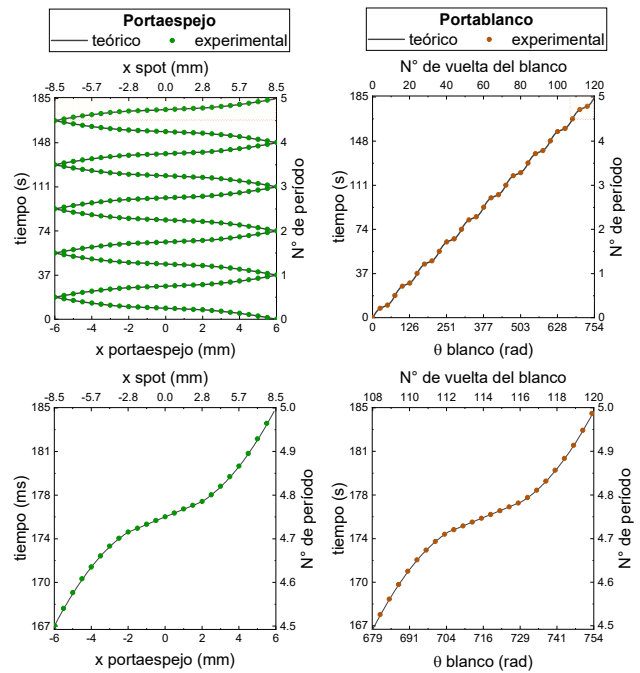 Portaespejo
teórico experimental
x spot (mm)
-8.5 -5.7 -2.8 0.0 2.8 5.7 8.5
185 148 111 74 37 0
tiempo (s)
5 4 3 2 1 0
N° de período
-6 -4 -2 0 2 4 6
x portaespejo (mm)
Portablanco
teórico experimental
N° de vuelta del blanco
0 20 40 60 80 100 120
185 148 111 74 37 0
tiempo (s)
5 4 3 2 1 0
N° de período
0 126 251 377 503 628 754
θ blanco (rad)
x spot (mm)
-8.5 -5.7 -2.8 0.0 2.8 5.7 8.5
185 181 178 174 170 167
tiempo (ms)
5.0 4.9 4.8 4.7 4.6 4.5
N° de período
-6 -4 -2 0 2 4 6
x portaespejo (mm)
N° de vuelta del blanco
108 110 112 114 116 118 120
185 181 178 174 170 167
tiempo (s)
5.0 4.9 4.8 4.7 4.6 4.5
N° de período
679 691 704 716 729 741 754
θ blanco (rad)